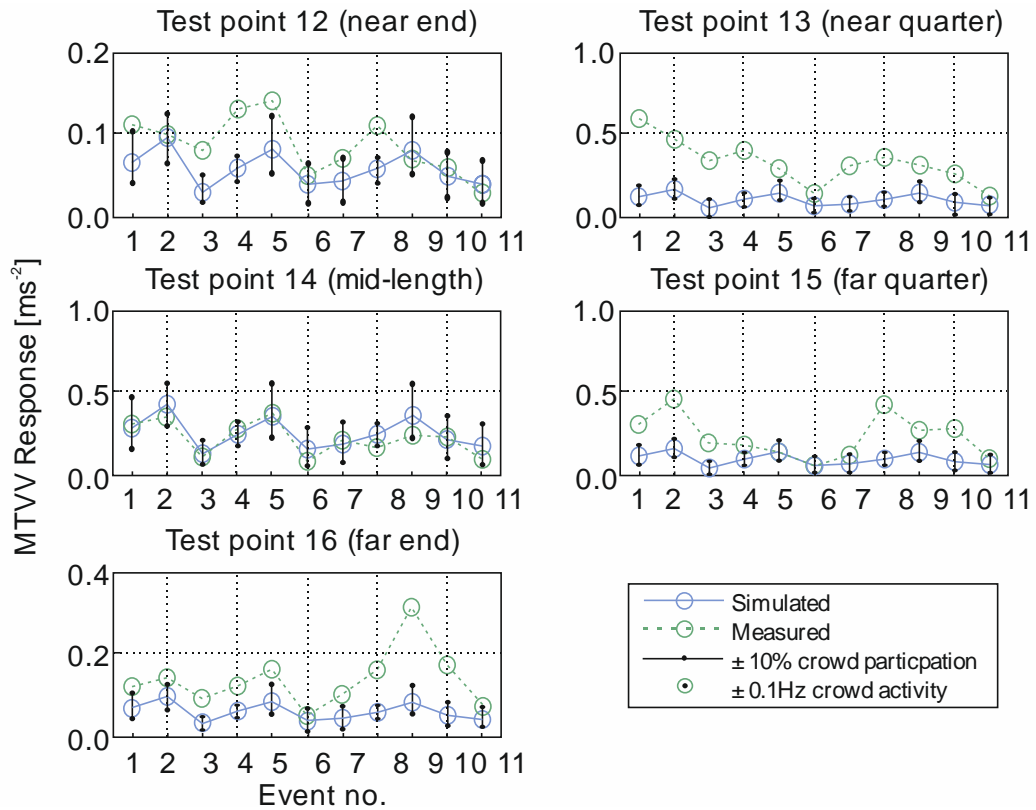 Test point 12 (near end)
0.2
0.1
0.0
1 2 3 4 5 6 7 8 9 10 11
Test point 13 (near quarter)
1.0
0.5
0.0
1 2 3 4 5 6 7 8 9 10 11
Test point 14 (mid-length)
1.0
0.5
0.0
1 2 3 4 5 6 7 8 9 10 11
Test point 15 (far quarter)
1.0
0.5
0.0
1 2 3 4 5 6 7 8 9 10 11
Test point 16 (far end)
0.4
0.2
0.0
1 2 3 4 5 6 7 8 9 10 11
Event no.
MTVV Response [ms⁻²]
Simulated
Measured
± 10% crowd particpation
± 0.1Hz crowd activity